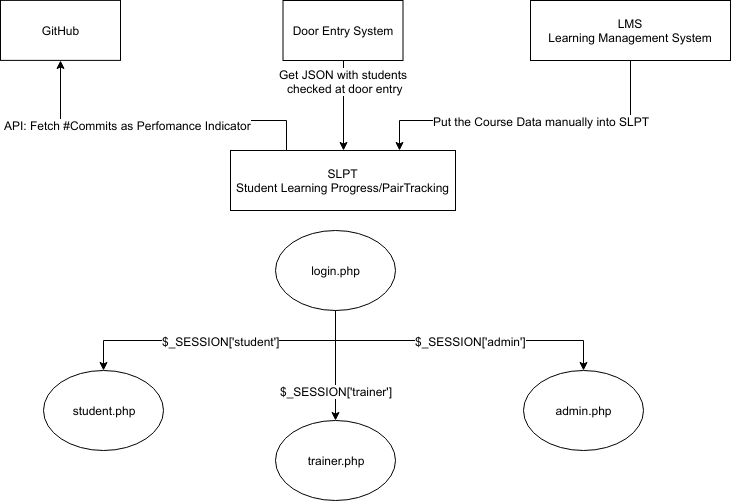 GitHub
Door Entry System
LMS
Learning Management System
Get JSON with students
checked at door entry
API: Fetch #Commits as Perfomance Indicator
Put the Course Data manually into SLPT
SLPT
Student Learning Progress/PairTracking
login.php
$_SESSION['student']
$_SESSION['admin']
$_SESSION['trainer']
student.php
admin.php
trainer.php